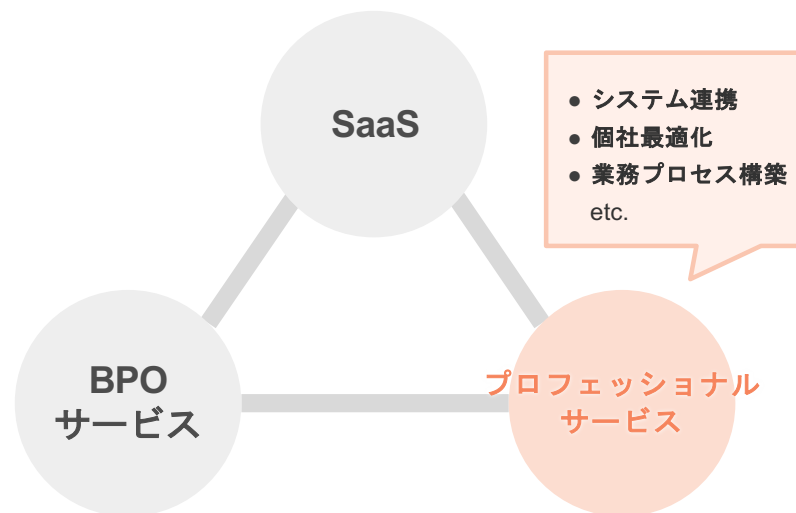 SaaS
● システム連携
● 個社最適化
● 業務プロセス構築
etc.
BPO
サービス
プロフェッショナル
サービス